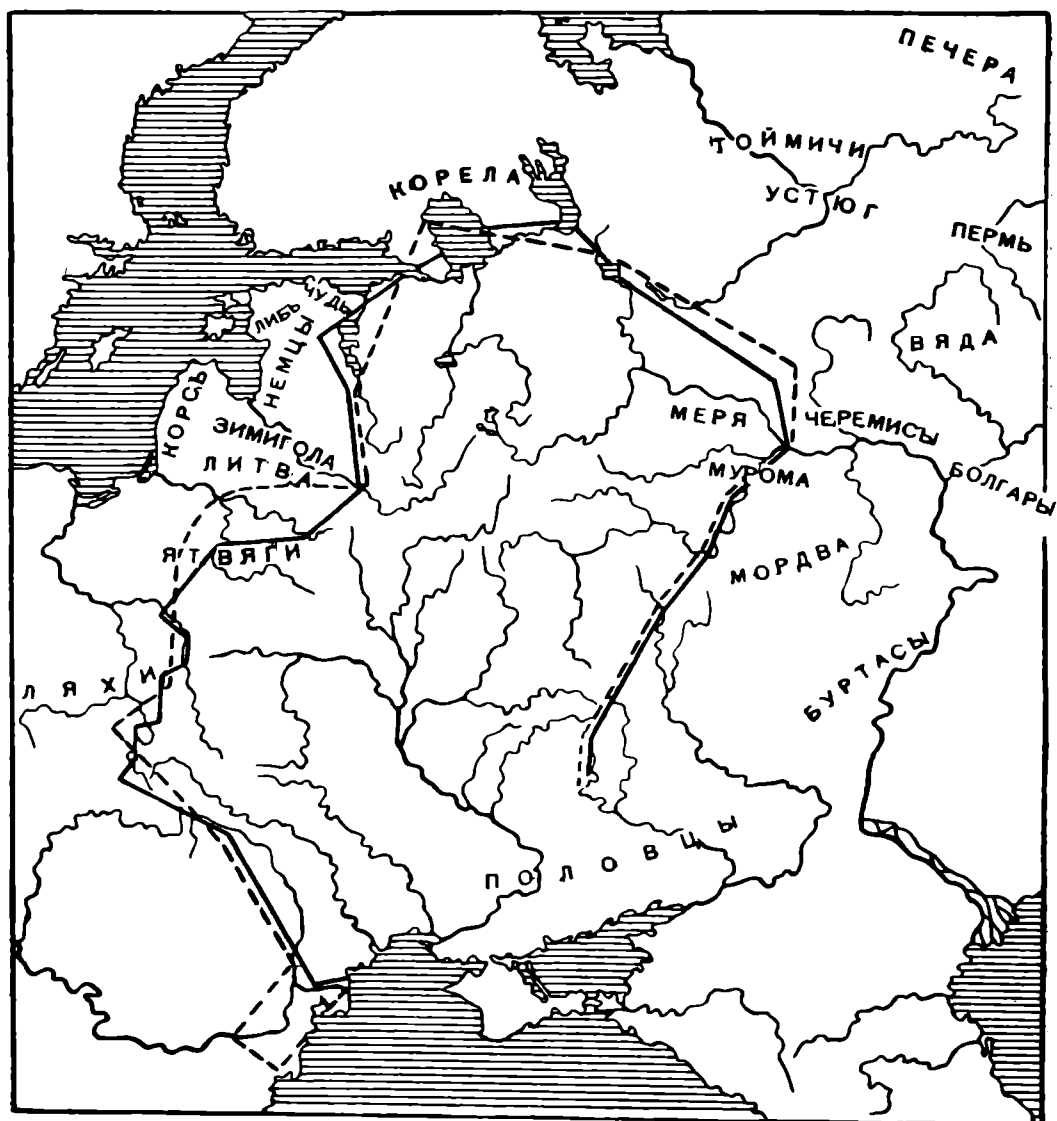 ПЕЧЕРА
ТОЙМИЧИ
КОРЕЛА
УСТЮГ
ПЕРМЬ
ЧУДЬ
ЛИБЬ
НЕМЦЫ
ВЯДА
КОРСЬ
МЕРЯ
ЧЕРЕМИСЫ
ЗИМИГОЛА
ЛИТВА
МУРОМА
БОЛГАРЫ
ЯТВЯГИ
МОРДВА
ЛЯХИ
БУРТАСЫ
ПОЛОВЦЫ